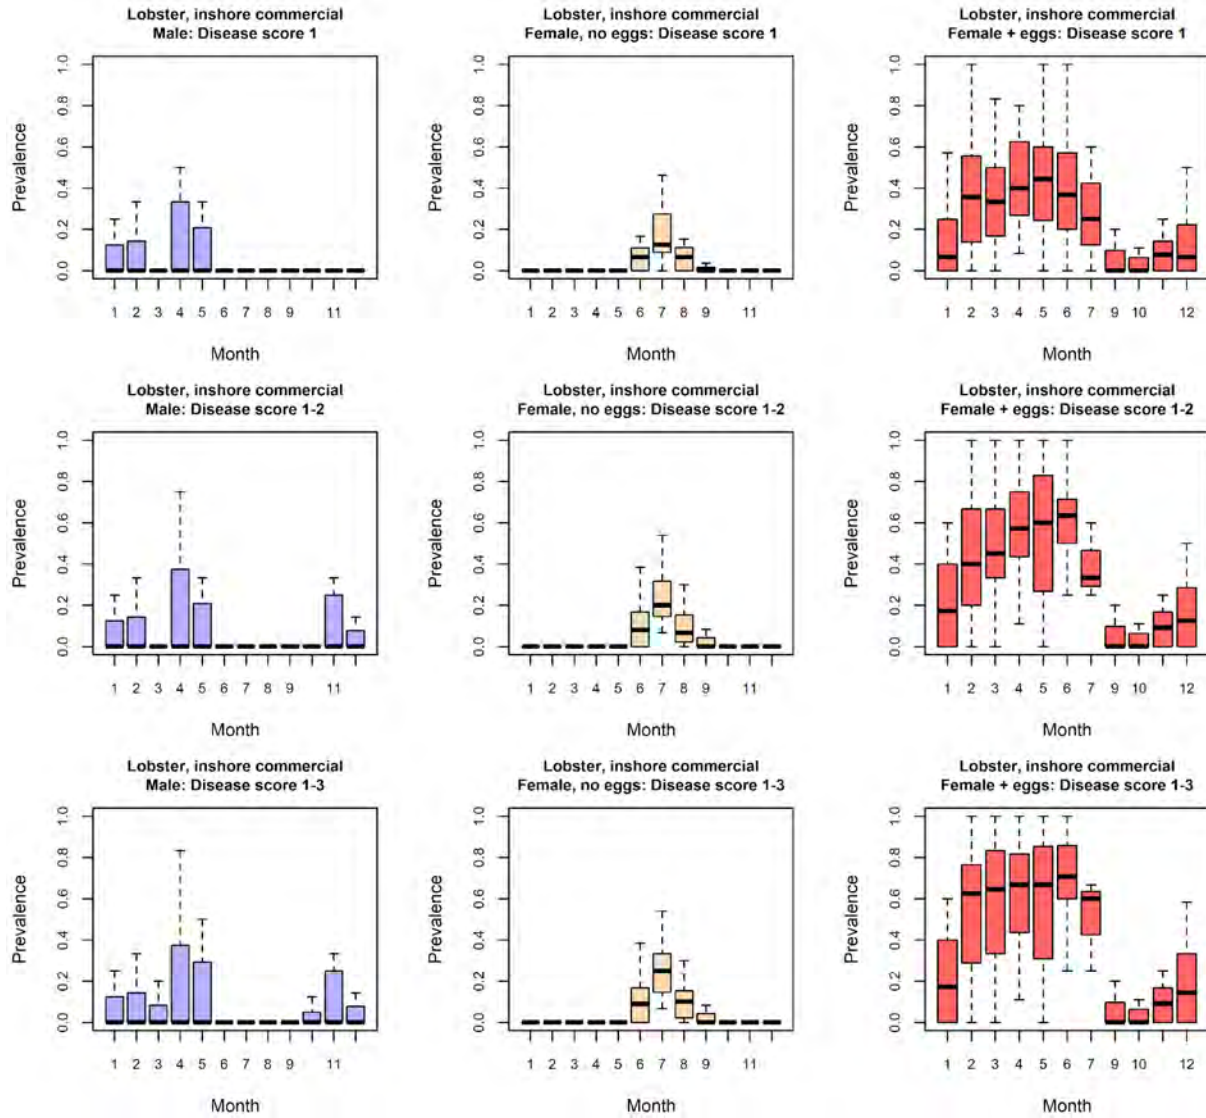 Lobster, inshore commercial
Male: Disease score 1
Lobster, inshore commercial
Female, no eggs: Disease score 1
Lobster, inshore commercial
Female + eggs: Disease score 1
Prevalence
0.0 0.2 0.4 0.6 0.8 1.0
1 2 3 4 5 6 7 8 9 11
Month
Prevalence
0.0 0.2 0.4 0.6 0.8 1.0
1 2 3 4 5 6 7 8 9 11
Month
Prevalence
0.0 0.2 0.4 0.6 0.8 1.0
1 2 3 4 5 6 7 9 10 12
Month
Lobster, inshore commercial
Male: Disease score 1-2
Lobster, inshore commercial
Female, no eggs: Disease score 1-2
Lobster, inshore commercial
Female + eggs: Disease score 1-2
Prevalence
0.0 0.2 0.4 0.6 0.8 1.0
1 2 3 4 5 6 7 8 9 11
Month
Prevalence
0.0 0.2 0.4 0.6 0.8 1.0
1 2 3 4 5 6 7 8 9 11
Month
Prevalence
0.0 0.2 0.4 0.6 0.8 1.0
1 2 3 4 5 6 7 9 10 12
Month
Lobster, inshore commercial
Male: Disease score 1-3
Lobster, inshore commercial
Female, no eggs: Disease score 1-3
Lobster, inshore commercial
Female + eggs: Disease score 1-3
Prevalence
0.0 0.2 0.4 0.6 0.8 1.0
1 2 3 4 5 6 7 8 9 11
Month
Prevalence
0.0 0.2 0.4 0.6 0.8 1.0
1 2 3 4 5 6 7 8 9 11
Month
Prevalence
0.0 0.2 0.4 0.6 0.8 1.0
1 2 3 4 5 6 7 9 10 12
Month